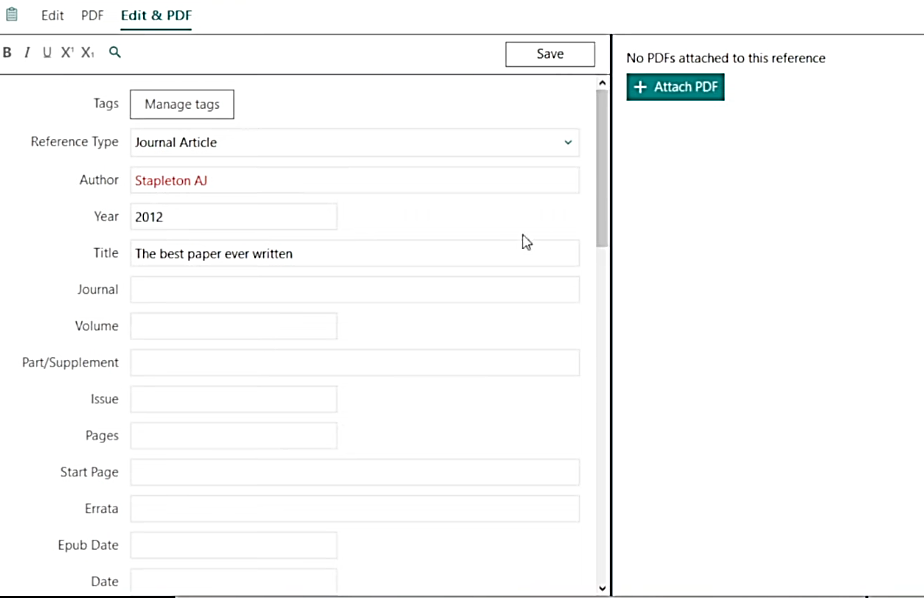 Edit PDF Edit & PDF
B I U X¹ X₁ Save
No PDFs attached to this reference
+ Attach PDF
Tags Manage tags
Reference Type Journal Article
Author Stapleton AJ
Year 2012
Title The best paper ever written
Journal
Volume
Part/Supplement
Issue
Pages
Start Page
Errata
Epub Date
Date